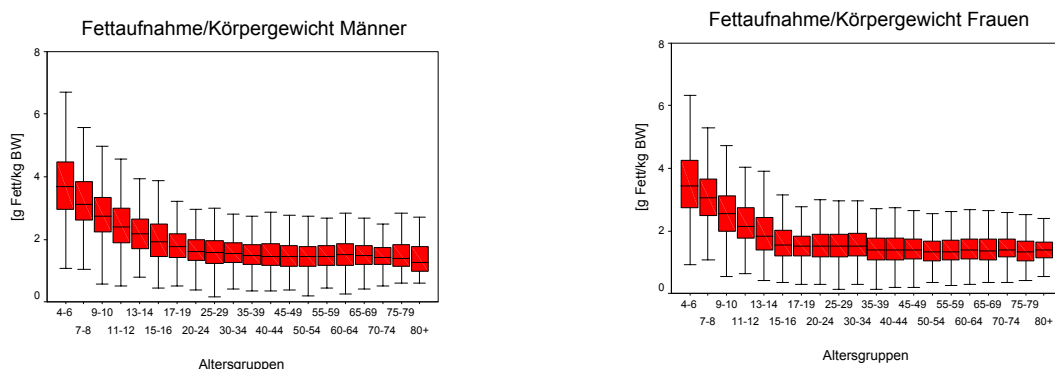 Fettaufnahme/Körpergewicht Männer
[g Fett/kg BW]
8
6
4
2
0
4-6 9-10 13-14 17-19 25-29 35-39 45-49 55-59 65-69 75-79
7-8 11-12 15-16 20-24 30-34 40-44 50-54 60-64 70-74 80+
Altersgruppen
Fettaufnahme/Körpergewicht Frauen
[g Fett/kg BW]
8
6
4
2
0
4-6 9-10 13-14 17-19 25-29 35-39 45-49 55-59 65-69 75-79
7-8 11-12 15-16 20-24 30-34 40-44 50-54 60-64 70-74 80+
Altersgruppen